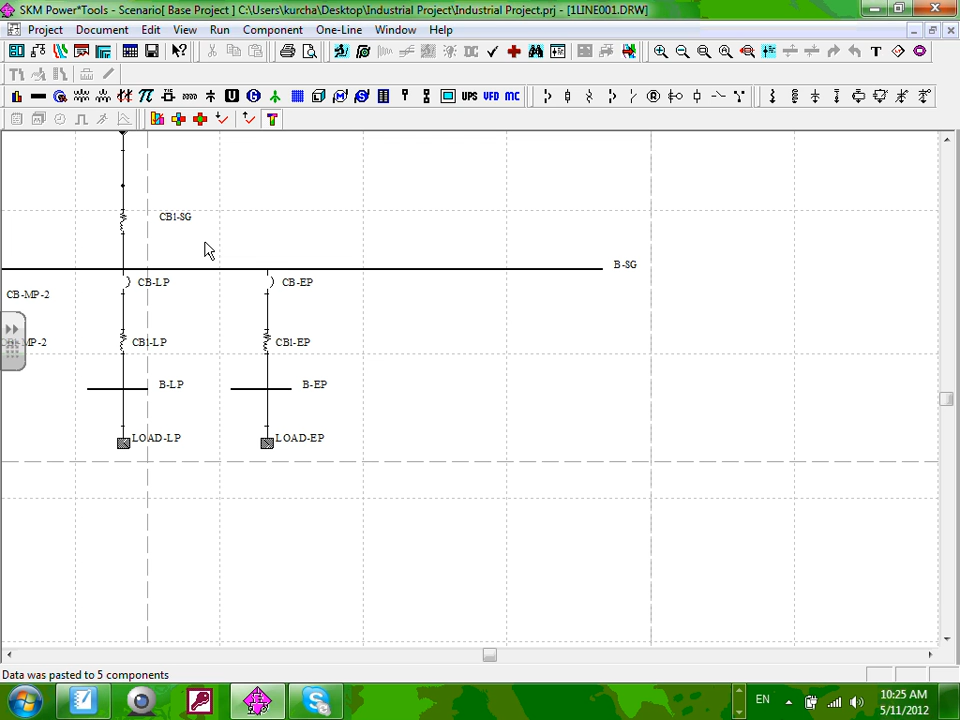 SKM Power*Tools - Scenario[ Base Project ] C:\Users\kurcha\Desktop\Industrial Project\Industrial Project.prj - [1LINE001.DRW]
Project Document Edit View Run Component One-Line Window Help
UPS VFD MC
CB1-SG
B-SG
CB-LP CB-EP
CB-MP-2
CB1-LP CB1-EP
MP-2
B-LP B-EP
LOAD-LP LOAD-EP
Data was pasted to 5 components
EN
10:25 AM
5/11/2012